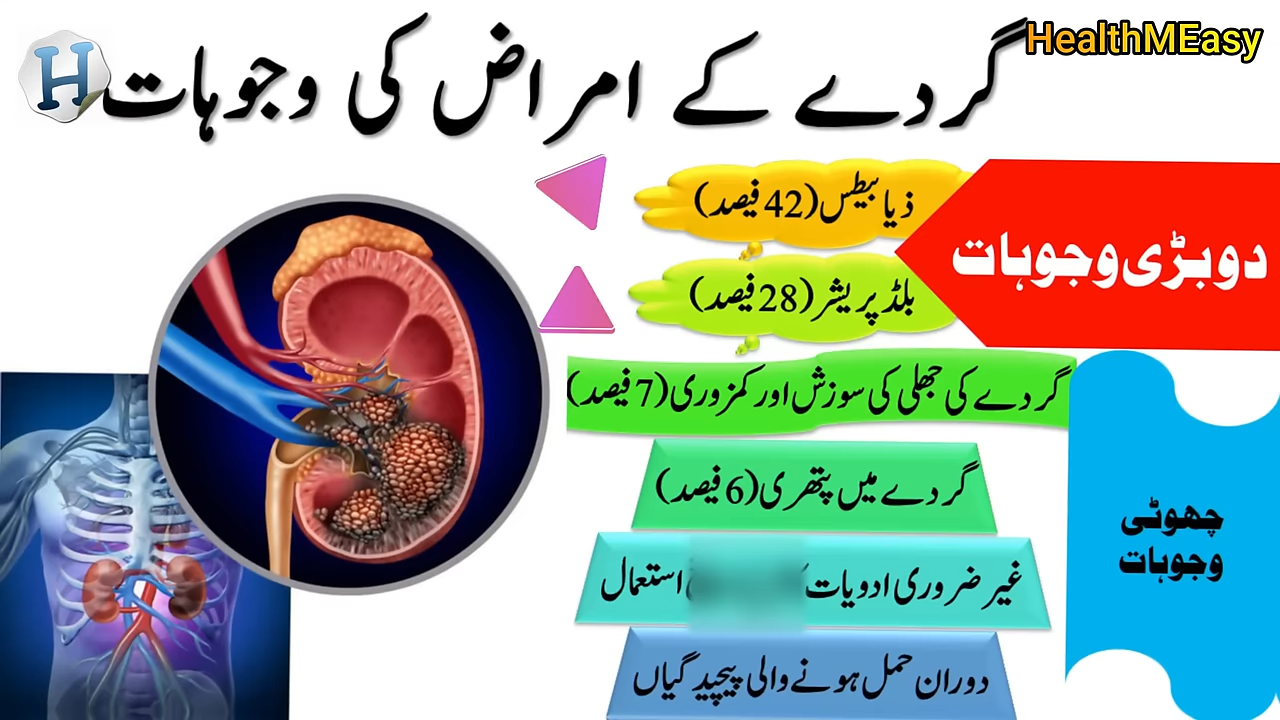 HealthMEasy
H
گردے کے امراض کی وجوہات
دو بڑی وجوہات
ذیابیطس (42 فیصد)
بلڈ پریشر (28 فیصد)
چھوٹی
وجوہات
گردے کی جھلی کی سوزش اور کمزوری (7 فیصد)
گردے میں پتھری (6 فیصد)
غیر ضروری ادویات استعمال
دوران حمل ہونے والی پیچیدگیاں